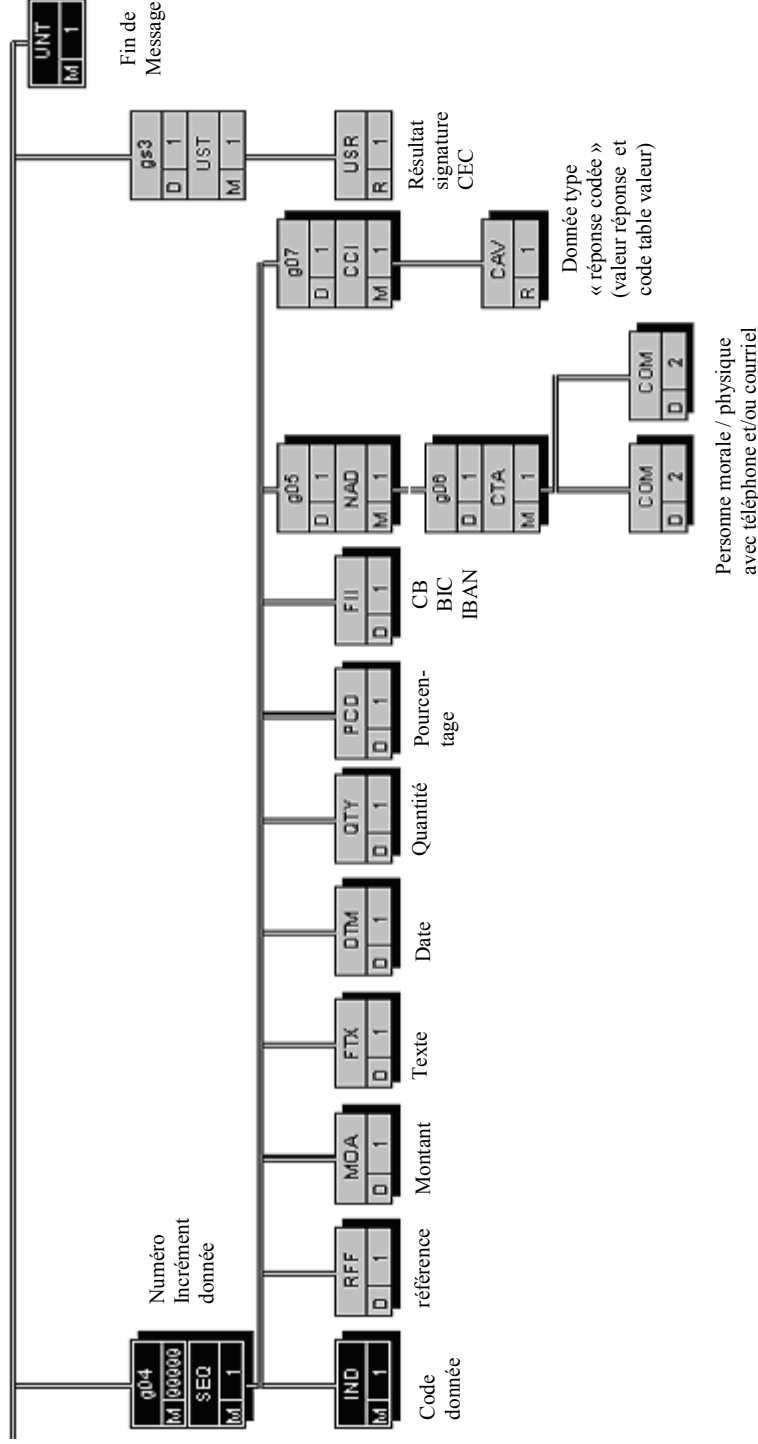 g04
M 99999
SEQ
M 1
Numéro
Incrément
donnée
IND
M 1
Code
donnée
RFF
D 1
référence
MOA
D 1
Montant
FTX
D 1
Texte
DTM
D 1
Date
QTY
D 1
Quantité
PCD
D 1
Pourcen-
tage
FII
D 1
CB
BIC
IBAN
g05
D 1
NAD
M 1
g06
D 1
CTA
M 1
COM
D 2
COM
D 2
Personne morale / physique
avec téléphone et/ou courriel
g07
D 1
CCI
M 1
CAV
R 1
Donnée type
« réponse codée »
(valeur réponse et
code table valeur)
gs3
D 1
UST
M 1
USR
R 1
Résultat
signature
CEC
UNT
M 1
Fin de
Message